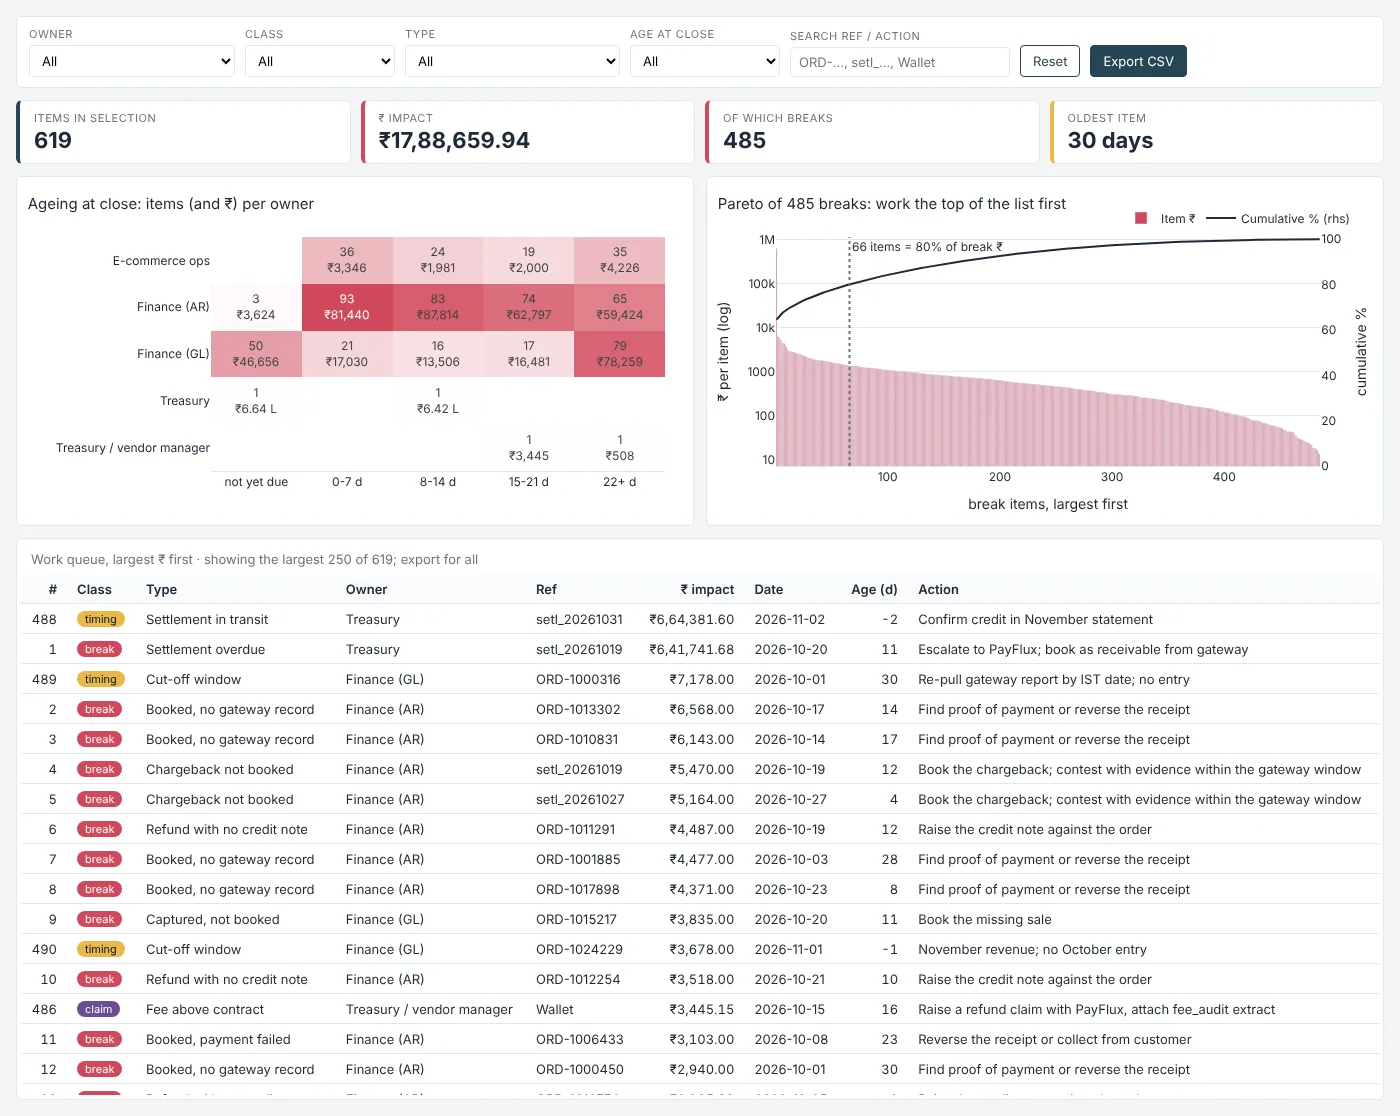 OWNER CLASS TYPE AGE AT CLOSE SEARCH REF / ACTION
All All All All ORD-..., setl_..., Wallet Reset Export CSV
ITEMS IN SELECTION
619
₹ IMPACT
₹17,88,659.94
OF WHICH BREAKS
485
OLDEST ITEM
30 days
Ageing at close: items (and ₹) per owner
E-commerce ops 36 24 19 35
₹3,346 ₹1,981 ₹2,000 ₹4,226
Finance (AR) 3 93 83 74 65
₹3,624 ₹81,440 ₹87,814 ₹62,797 ₹59,424
Finance (GL) 50 21 16 17 79
₹46,656 ₹17,030 ₹13,506 ₹16,481 ₹78,259
Treasury 1 1
₹6.64 L ₹6.42 L
Treasury / vendor manager 1 1
₹3,445 ₹508
not yet due 0-7 d 8-14 d 15-21 d 22+ d
Pareto of 485 breaks: work the top of the list first
Item ₹ Cumulative % (rhs)
66 items = 80% of break ₹
₹ per item (log)
1M
100k
10k
1000
100
10
100
80
60
40
20
0
cumulative %
100 200 300 400
break items, largest first
Work queue, largest ₹ first · showing the largest 250 of 619; export for all
# Class Type Owner Ref ₹ impact Date Age (d) Action
488 timing Settlement in transit Treasury setl_20261031 ₹6,64,381.60 2026-11-02 -2 Confirm credit in November statement
1 break Settlement overdue Treasury setl_20261019 ₹6,41,741.68 2026-10-20 11 Escalate to PayFlux; book as receivable from gateway
489 timing Cut-off window Finance (GL) ORD-1000316 ₹7,178.00 2026-10-01 30 Re-pull gateway report by IST date; no entry
2 break Booked, no gateway record Finance (AR) ORD-1013302 ₹6,568.00 2026-10-17 14 Find proof of payment or reverse the receipt
3 break Booked, no gateway record Finance (AR) ORD-1010831 ₹6,143.00 2026-10-14 17 Find proof of payment or reverse the receipt
4 break Chargeback not booked Finance (AR) setl_20261019 ₹5,470.00 2026-10-19 12 Book the chargeback; contest with evidence within the gateway window
5 break Chargeback not booked Finance (AR) setl_20261027 ₹5,164.00 2026-10-27 4 Book the chargeback; contest with evidence within the gateway window
6 break Refund with no credit note Finance (AR) ORD-1011291 ₹4,487.00 2026-10-19 12 Raise the credit note against the order
7 break Booked, no gateway record Finance (AR) ORD-1001885 ₹4,477.00 2026-10-03 28 Find proof of payment or reverse the receipt
8 break Booked, no gateway record Finance (AR) ORD-1017898 ₹4,371.00 2026-10-23 8 Find proof of payment or reverse the receipt
9 break Captured, not booked Finance (GL) ORD-1015217 ₹3,835.00 2026-10-20 11 Book the missing sale
490 timing Cut-off window Finance (GL) ORD-1024229 ₹3,678.00 2026-11-01 -1 November revenue; no October entry
10 break Refund with no credit note Finance (AR) ORD-1012254 ₹3,518.00 2026-10-21 10 Raise the credit note against the order
486 claim Fee above contract Treasury / vendor manager Wallet ₹3,445.15 2026-10-15 16 Raise a refund claim with PayFlux, attach fee_audit extract
11 break Booked, payment failed Finance (AR) ORD-1006433 ₹3,103.00 2026-10-08 23 Reverse the receipt or collect from customer
12 break Booked, no gateway record Finance (AR) ORD-1000450 ₹2,940.00 2026-10-01 30 Find proof of payment or reverse the receipt